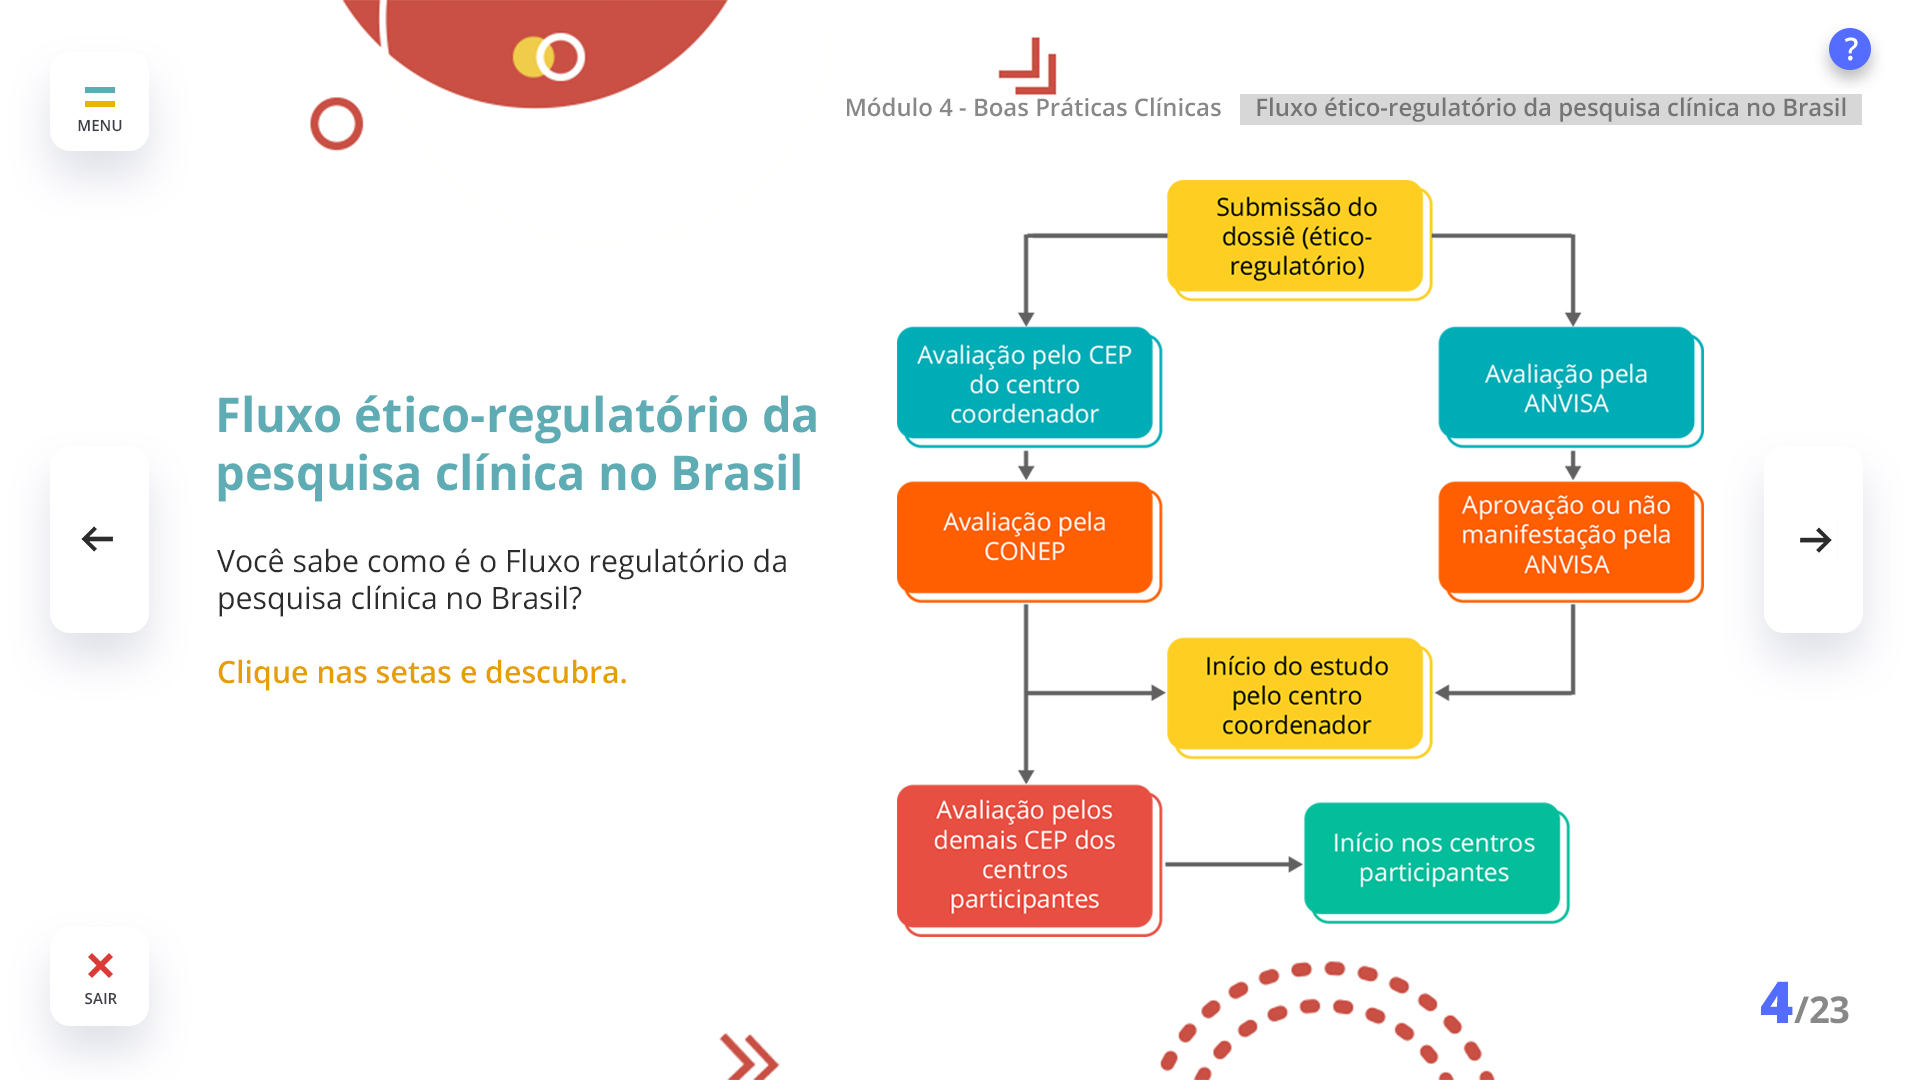 ?
MENU
Módulo 4 - Boas Práticas Clínicas
Fluxo ético-regulatório da pesquisa clínica no Brasil
Fluxo ético-regulatório da
pesquisa clínica no Brasil
Você sabe como é o Fluxo regulatório da
pesquisa clínica no Brasil?
Clique nas setas e descubra.
Submissão do
dossiê (ético-
regulatório)
Avaliação pelo CEP
do centro
coordenador
Avaliação pela
ANVISA
Avaliação pela
CONEP
Aprovação ou não
manifestação pela
ANVISA
Início do estudo
pelo centro
coordenador
Avaliação pelos
demais CEP dos
centros
participantes
Início nos centros
participantes
SAIR
4/23